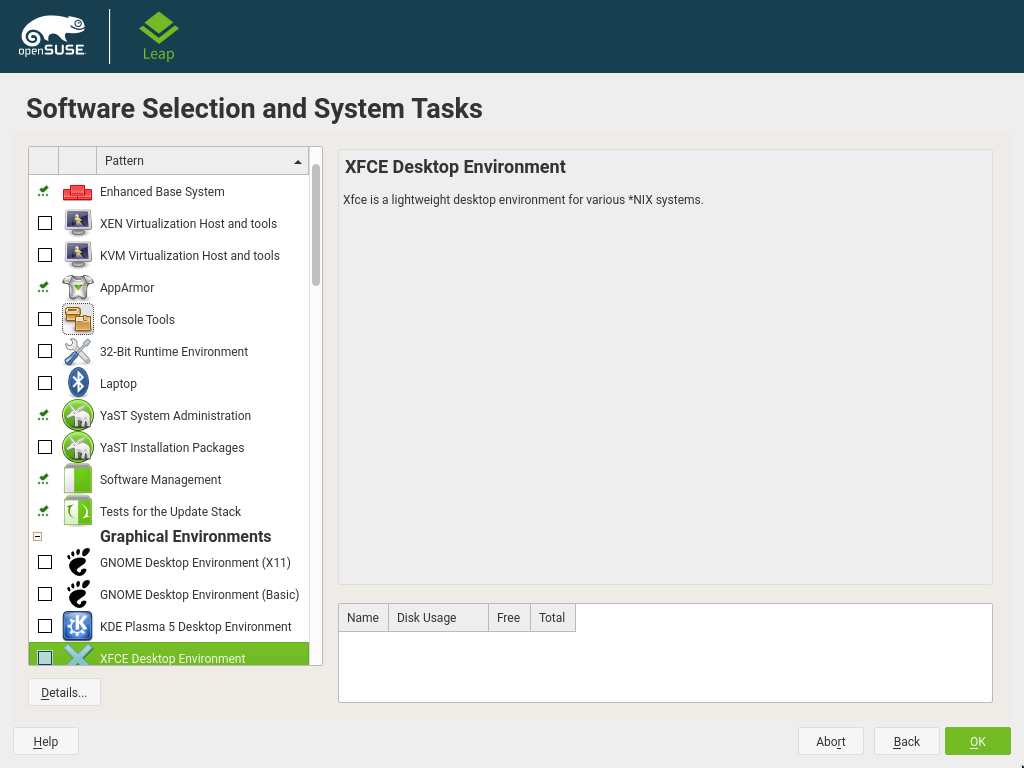 openSUSE
Leap
Software Selection and System Tasks
Pattern
Enhanced Base System
XEN Virtualization Host and tools
KVM Virtualization Host and tools
AppArmor
Console Tools
32-Bit Runtime Environment
Laptop
YaST System Administration
YaST Installation Packages
Software Management
Tests for the Update Stack
Graphical Environments
GNOME Desktop Environment (X11)
GNOME Desktop Environment (Basic)
KDE Plasma 5 Desktop Environment
XFCE Desktop Environment
XFCE Desktop Environment
Xfce is a lightweight desktop environment for various *NIX systems.
Name Disk Usage Free Total
Details...
Help Abort Back OK